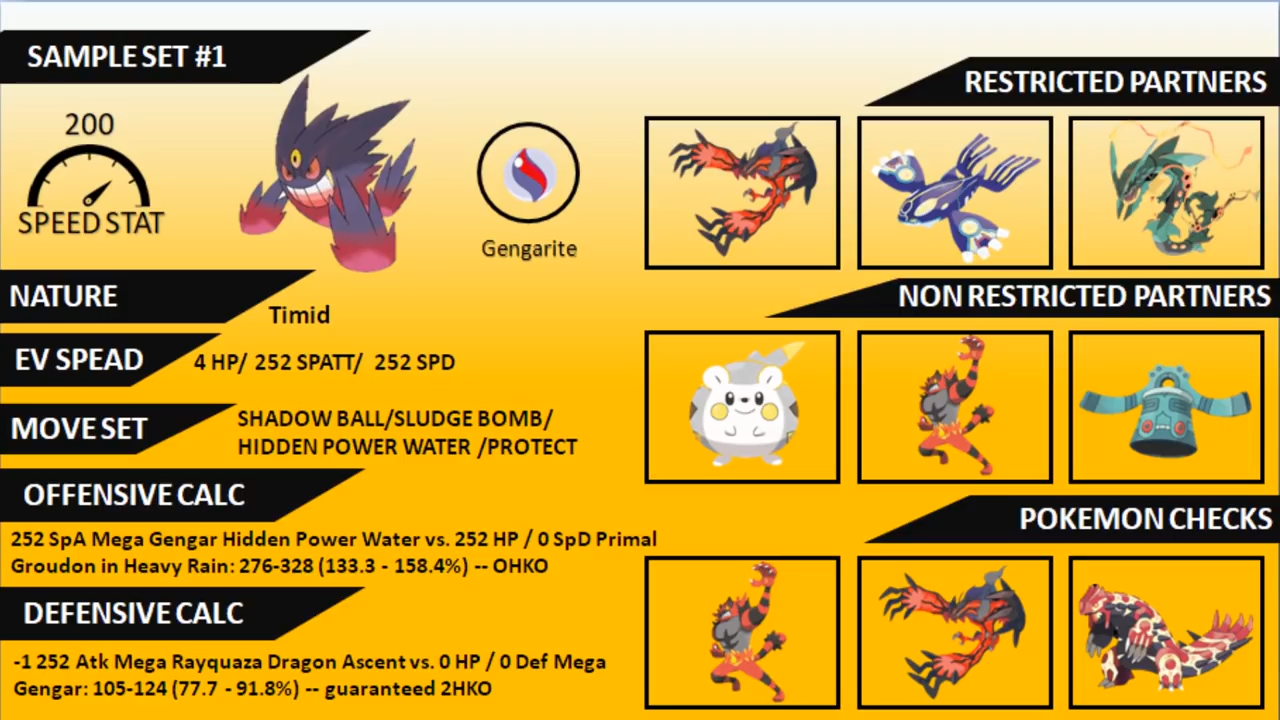 SAMPLE SET #1
200
SPEED STAT
Gengarite
NATURE
Timid
EV SPEAD
4 HP/ 252 SPATT/ 252 SPD
MOVE SET
SHADOW BALL/SLUDGE BOMB/
HIDDEN POWER WATER /PROTECT
OFFENSIVE CALC
252 SpA Mega Gengar Hidden Power Water vs. 252 HP / 0 SpD Primal
Groudon in Heavy Rain: 276-328 (133.3 - 158.4%) -- OHKO
DEFENSIVE CALC
-1 252 Atk Mega Rayquaza Dragon Ascent vs. 0 HP / 0 Def Mega
Gengar: 105-124 (77.7 - 91.8%) -- guaranteed 2HKO
RESTRICTED PARTNERS
NON RESTRICTED PARTNERS
POKEMON CHECKS